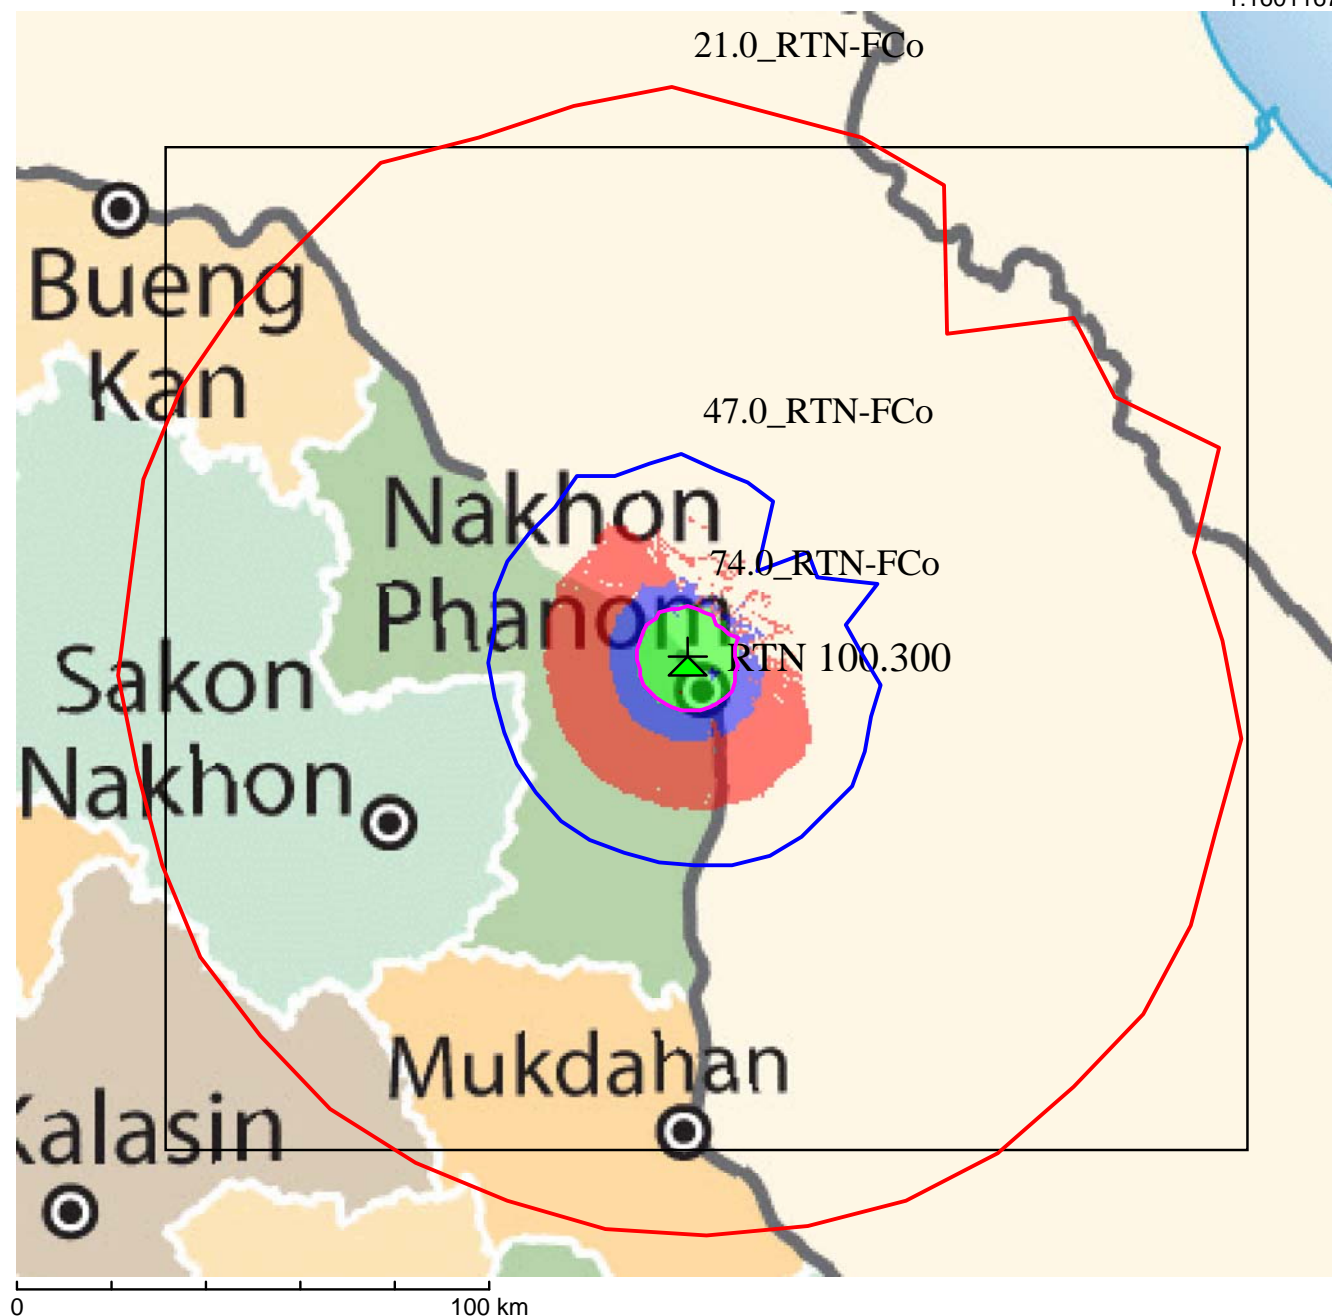 21.0_RTN-FCo
Bueng
Kan
47.0_RTN-FCo
Nakhon
74.0_RTN-FCo
Phanom
RTN 100.300
Sakon
Nakhon
Mukdahan
Kalasin
0
100 km